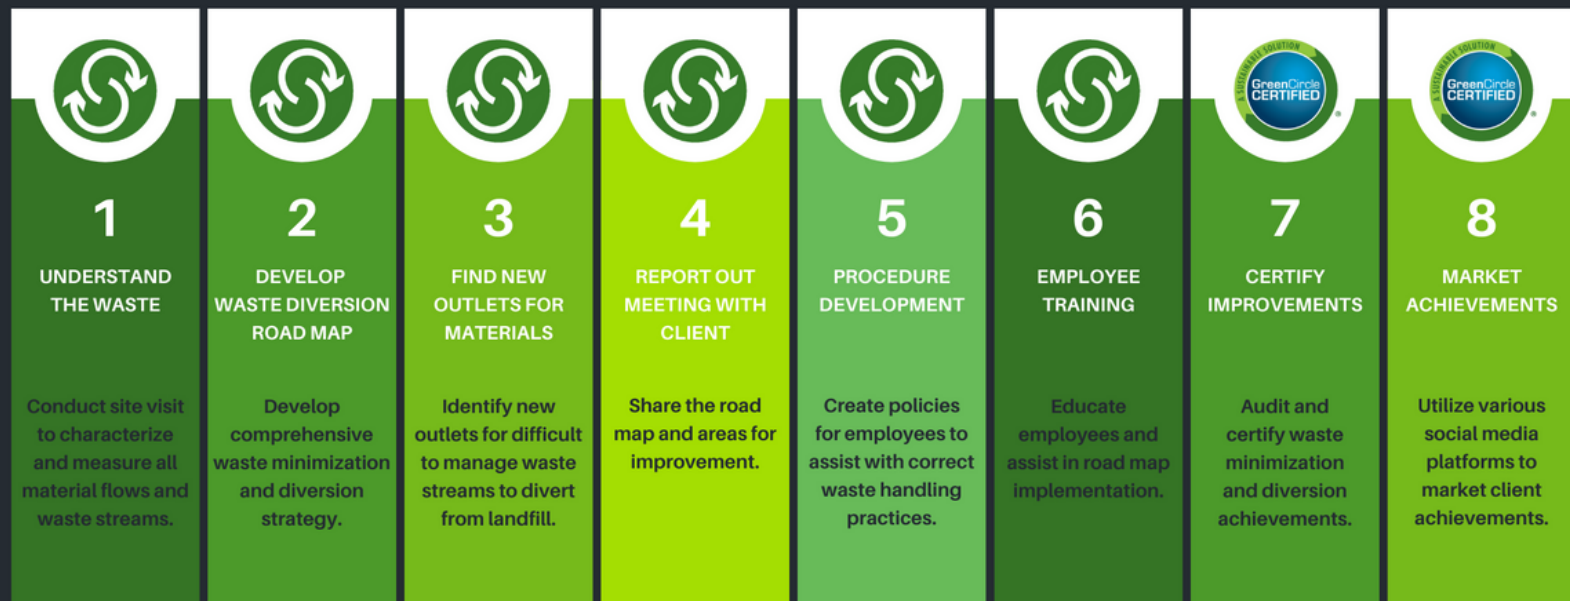 A SUSTAINABLE SOLUTION
GreenCircle
CERTIFIED
®
A SUSTAINABLE SOLUTION
GreenCircle
CERTIFIED
®
1
UNDERSTAND
THE WASTE
Conduct site visit
to characterize
and measure all
material flows and
waste streams.
2
DEVELOP
WASTE DIVERSION
ROAD MAP
Develop
comprehensive
waste minimization
and diversion
strategy.
3
FIND NEW
OUTLETS FOR
MATERIALS
Identify new
outlets for difficult
to manage waste
streams to divert
from landfill.
4
REPORT OUT
MEETING WITH
CLIENT
Share the road
map and areas for
improvement.
5
PROCEDURE
DEVELOPMENT
Create policies
for employees to
assist with correct
waste handling
practices.
6
EMPLOYEE
TRAINING
Educate
employees and
assist in road map
implementation.
7
CERTIFY
IMPROVEMENTS
Audit and
certify waste
minimization
and diversion
achievements.
8
MARKET
ACHIEVEMENTS
Utilize various
social media
platforms to
market client
achievements.